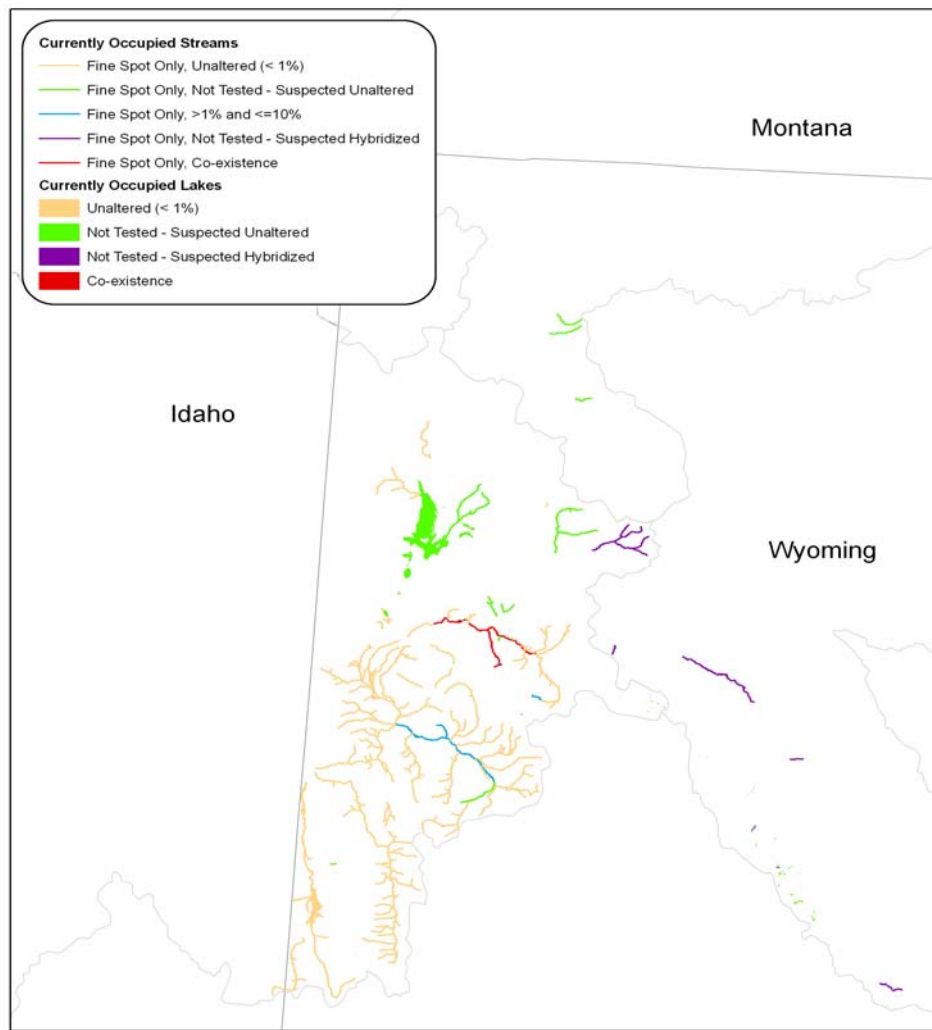 Currently Occupied Streams
Fine Spot Only, Unaltered (< 1%)
Fine Spot Only, Not Tested - Suspected Unaltered
Fine Spot Only, >1% and <=10%
Fine Spot Only, Not Tested - Suspected Hybridized
Fine Spot Only, Co-existence
Currently Occupied Lakes
Unaltered (< 1%)
Not Tested - Suspected Unaltered
Not Tested - Suspected Hybridized
Co-existence
Montana
Idaho
Wyoming